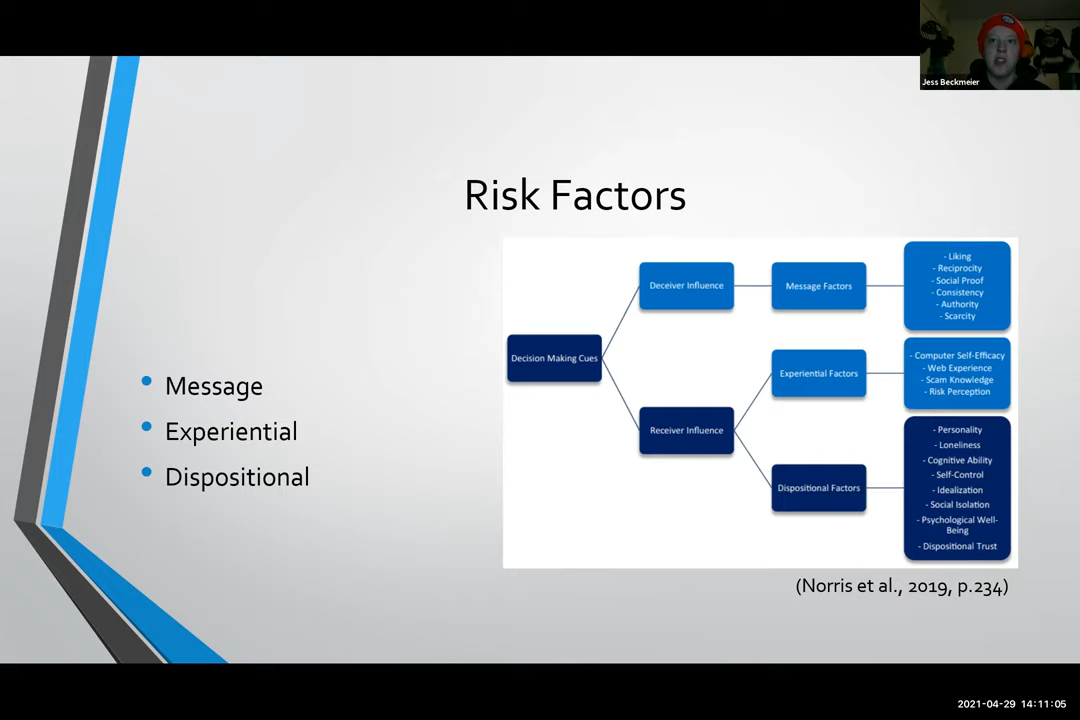 Jess Beckmeier
Risk Factors
• Message
• Experiential
• Dispositional
Decision Making Cues
Deceiver Influence
Message Factors
- Liking
- Reciprocity
- Social Proof
- Consistency
- Authority
- Scarcity
Receiver Influence
Experiential Factors
- Computer Self-Efficacy
- Web Experience
- Scam Knowledge
- Risk Perception
Dispositional Factors
- Personality
- Loneliness
- Cognitive Ability
- Self-Control
- Idealization
- Social Isolation
- Psychological Well-
Being
- Dispositional Trust
(Norris et al., 2019, p.234)
2021-04-29 14:11:05